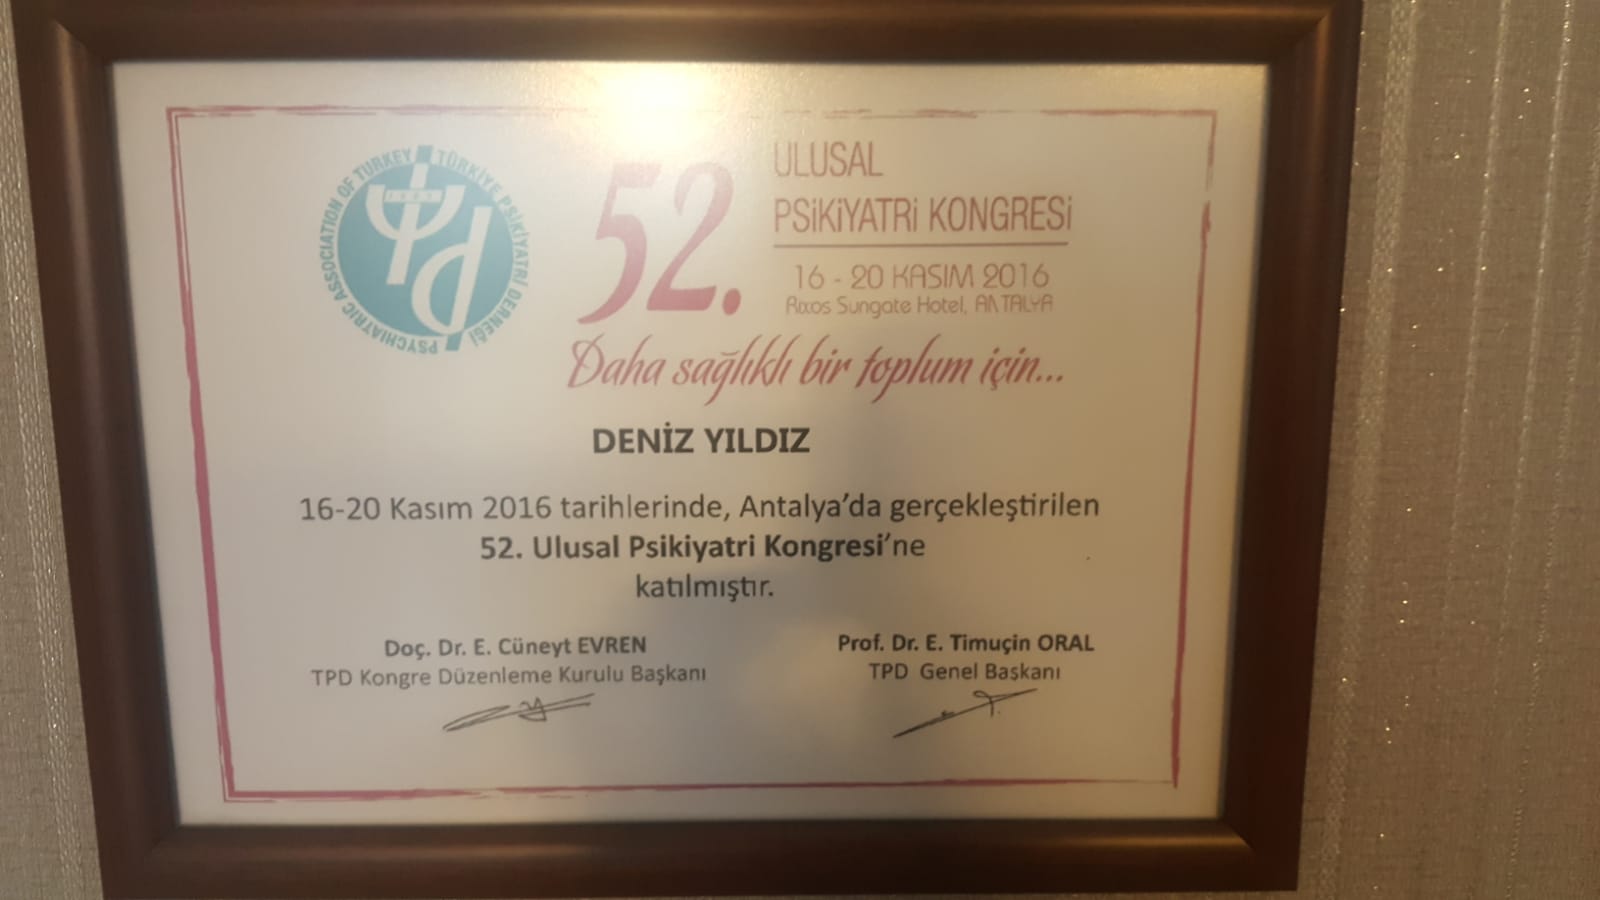 PSYCHIATRIC ASSOCIATION OF TURKEY
TÜRKİYE PSİKİYATRİ DERNEĞİ
52.
ULUSAL
PSİKİYATRİ KONGRESİ
16 - 20 KASIM 2016
Rixos Sungate Hotel, ANTALYA
Daha sağlıklı bir toplum için...
DENİZ YILDIZ
16-20 Kasım 2016 tarihlerinde, Antalya’da gerçekleştirilen
52. Ulusal Psikiyatri Kongresi’ne
katılmıştır.
Doç. Dr. E. Cüneyt EVREN
TPD Kongre Düzenleme Kurulu Başkanı
Prof. Dr. E. Timuçin ORAL
TPD Genel Başkanı